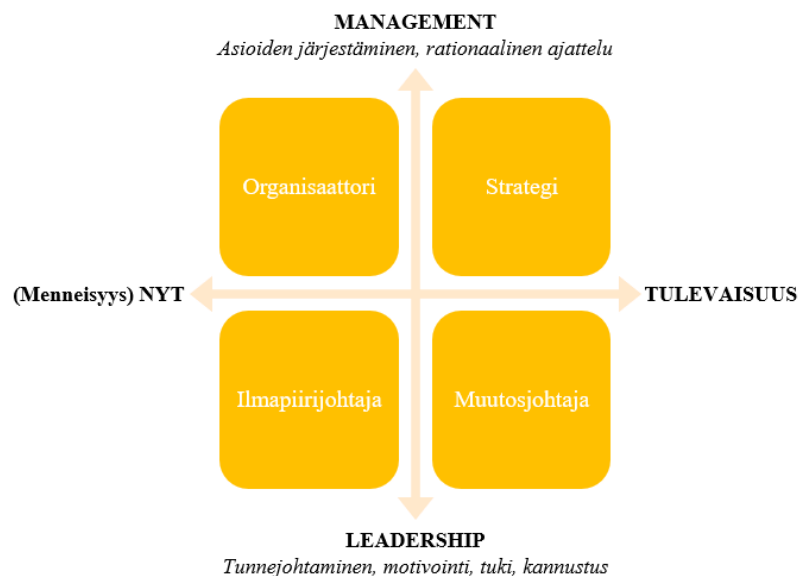 MANAGEMENT
Asioiden järjestäminen, rationaalinen ajattelu
Organisaattori
Strategi
(Menneisyys) NYT
TULEVAISUUS
Ilmapiirijohtaja
Muutosjohtaja
LEADERSHIP
Tunnejohtaminen, motivointi, tuki, kannustus